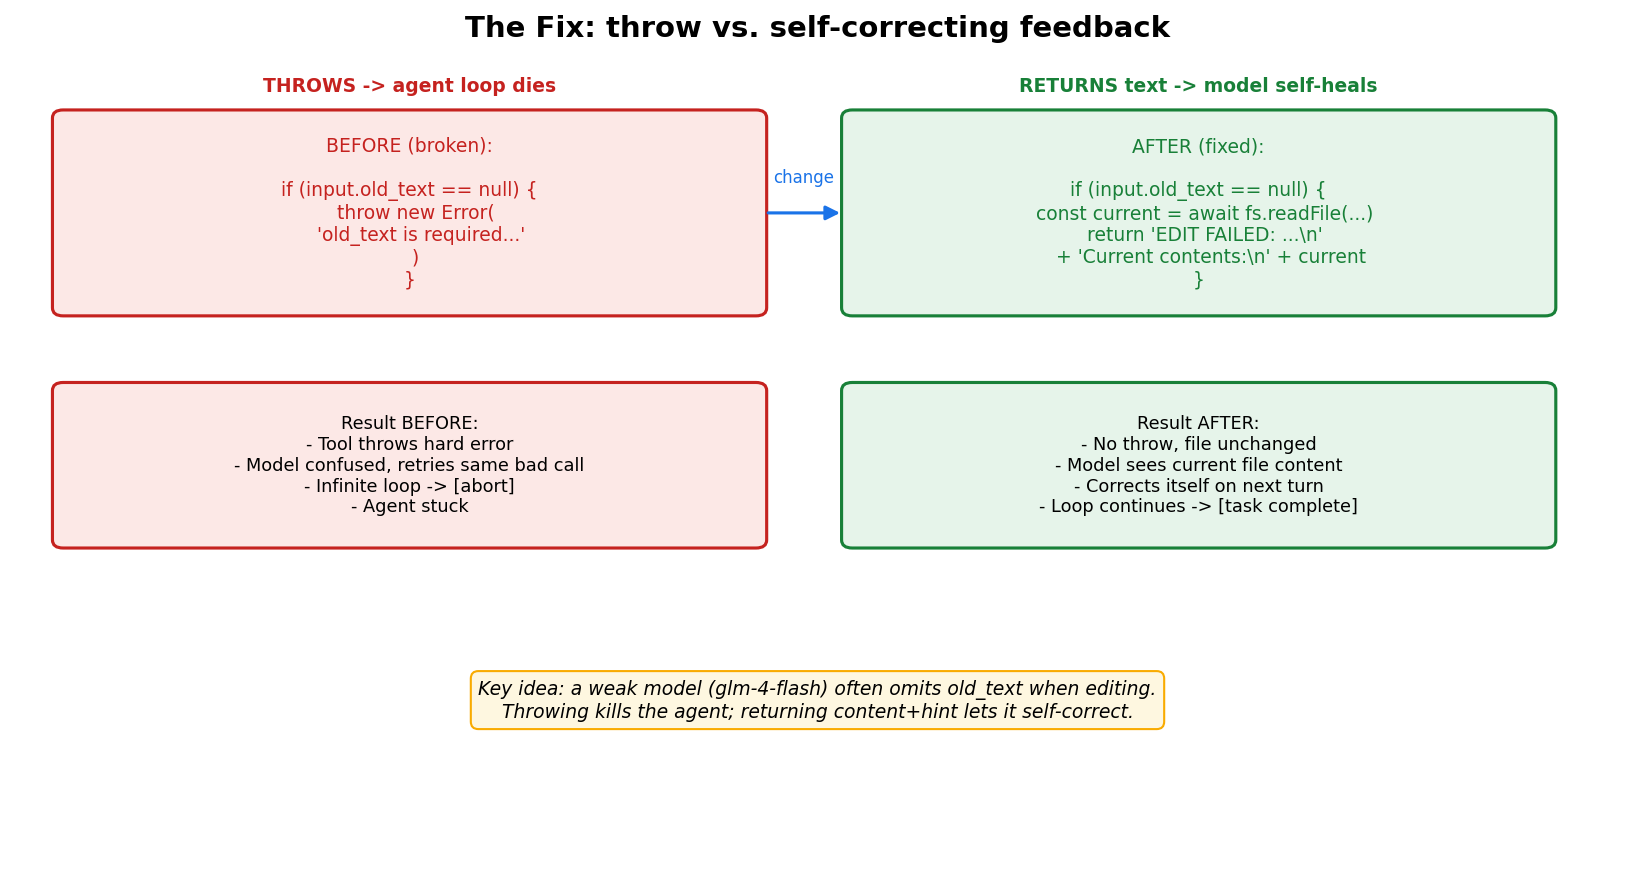 The Fix: throw vs. self-correcting feedback
THROWS -> agent loop dies
BEFORE (broken):
if (input.old_text == null) {
throw new Error(
'old_text is required...'
)
}
change
RETURNS text -> model self-heals
AFTER (fixed):
if (input.old_text == null) {
const current = await fs.readFile(...)
return 'EDIT FAILED: ...\n'
+ 'Current contents:\n' + current
}
Result BEFORE:
- Tool throws hard error
- Model confused, retries same bad call
- Infinite loop -> [abort]
- Agent stuck
Result AFTER:
- No throw, file unchanged
- Model sees current file content
- Corrects itself on next turn
- Loop continues -> [task complete]
Key idea: a weak model (glm-4-flash) often omits old_text when editing.
Throwing kills the agent; returning content+hint lets it self-correct.